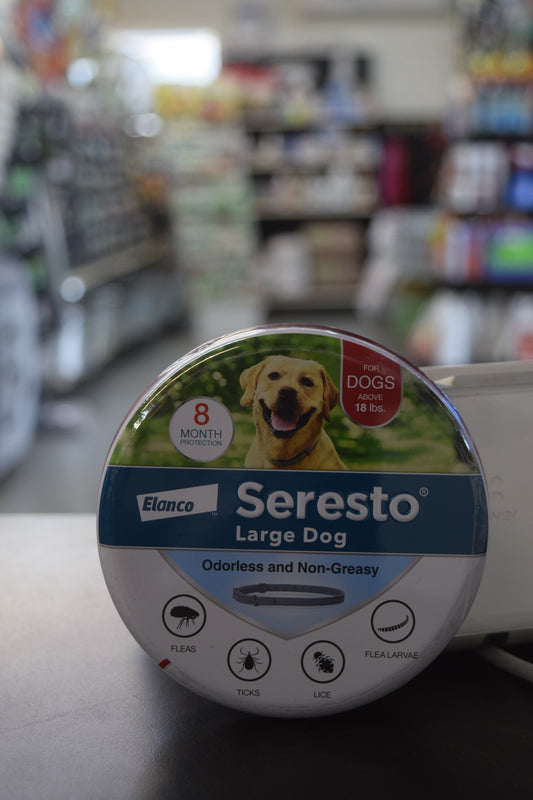 FOR
DOGS
ABOVE
18 lbs.
8
MONTH
PROTECTION
Elanco™
Seresto®
Large Dog
Odorless and Non-Greasy
FLEAS
TICKS
LICE
FLEA LARVAE